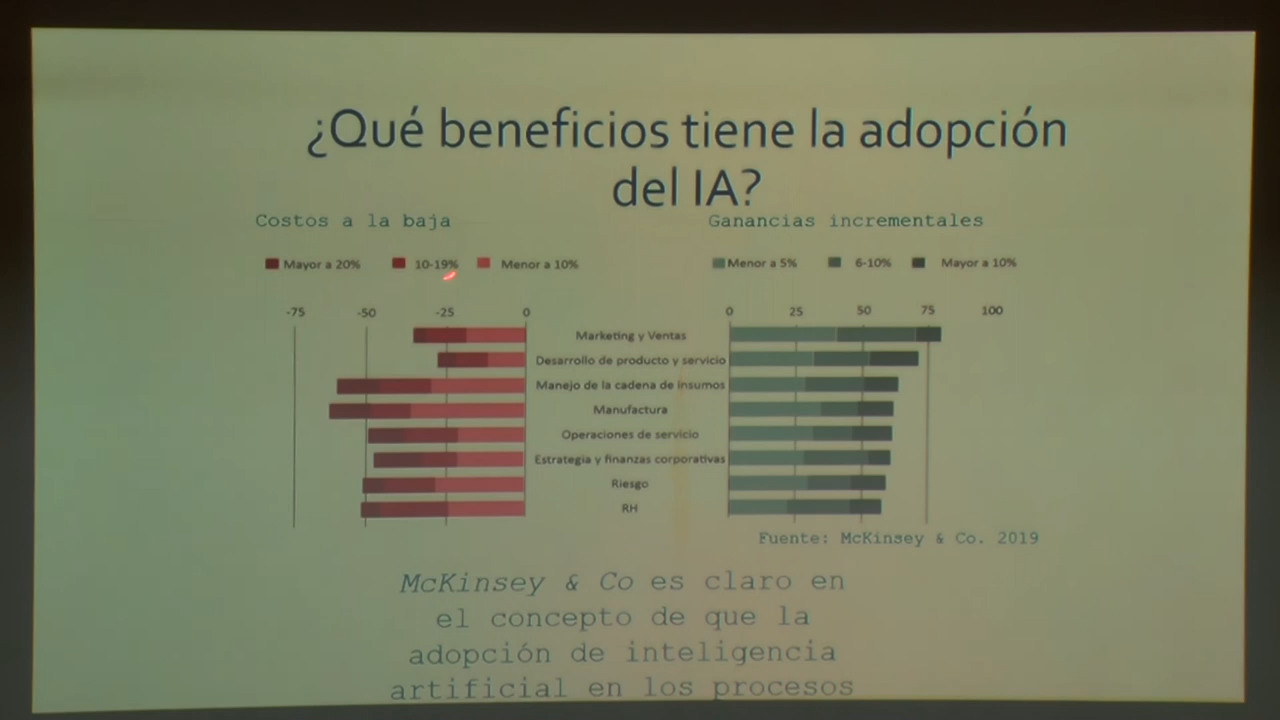 ¿Qué beneficios tiene la adopción
del IA?
Costos a la baja
Mayor a 20% 10-19% Menor a 10%
-75 -50 -25 0
Ganancias incrementales
Menor a 5% 6-10% Mayor a 10%
0 25 50 75 100
Marketing y Ventas
Desarrollo de producto y servicio
Manejo de la cadena de insumos
Manufactura
Operaciones de servicio
Estrategia y finanzas corporativas
Riesgo
RH
Fuente: McKinsey & Co. 2019
McKinsey & Co es claro en
el concepto de que la
adopción de inteligencia
artificial en los procesos